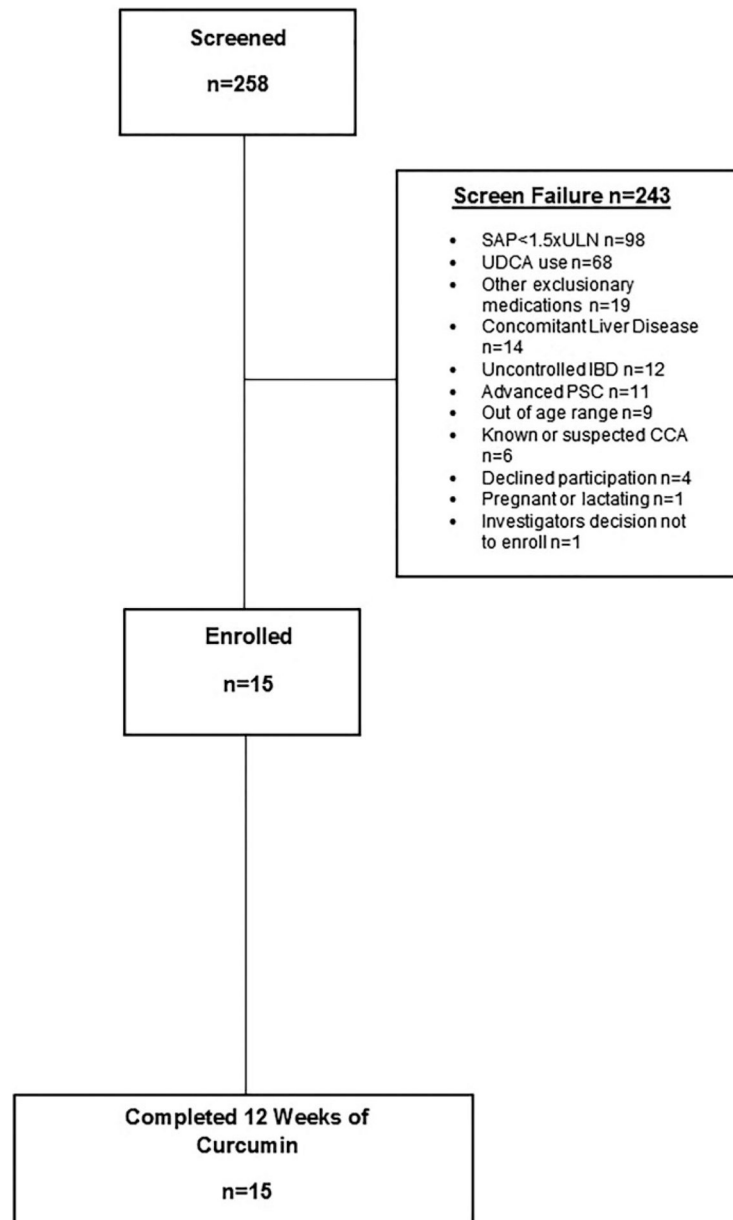 Screened
n=258
Screen Failure n=243
• SAP<1.5xULN n=98
• UDCA use n=68
• Other exclusionary
medications n=19
• Concomitant Liver Disease
n=14
• Uncontrolled IBD n=12
• Advanced PSC n=11
• Out of age range n=9
• Known or suspected CCA
n=6
• Declined participation n=4
• Pregnant or lactating n=1
• Investigators decision not
to enroll n=1
Enrolled
n=15
Completed 12 Weeks of
Curcumin
n=15